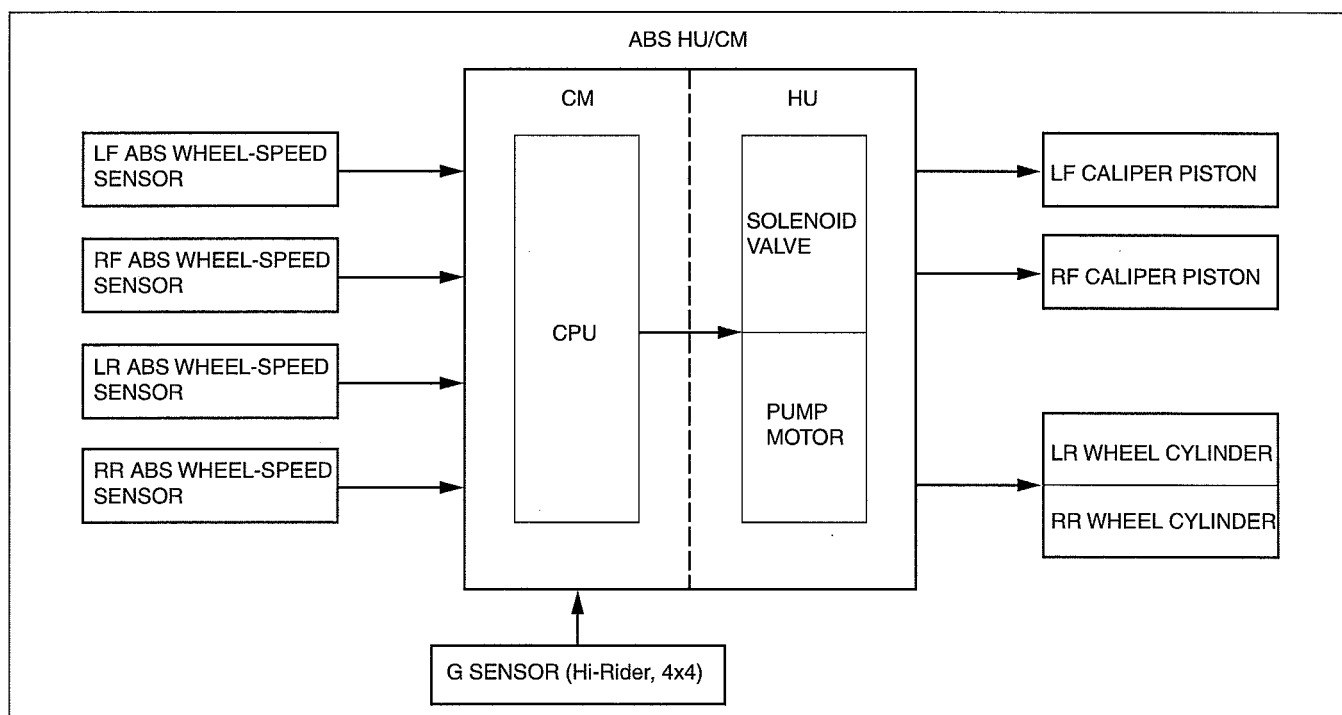 ABS HU/CM
CM
HU
LF ABS WHEEL-SPEED
SENSOR
RF ABS WHEEL-SPEED
SENSOR
LR ABS WHEEL-SPEED
SENSOR
RR ABS WHEEL-SPEED
SENSOR
CPU
SOLENOID
VALVE
PUMP
MOTOR
LF CALIPER PISTON
RF CALIPER PISTON
LR WHEEL CYLINDER
RR WHEEL CYLINDER
G SENSOR (Hi-Rider, 4x4)